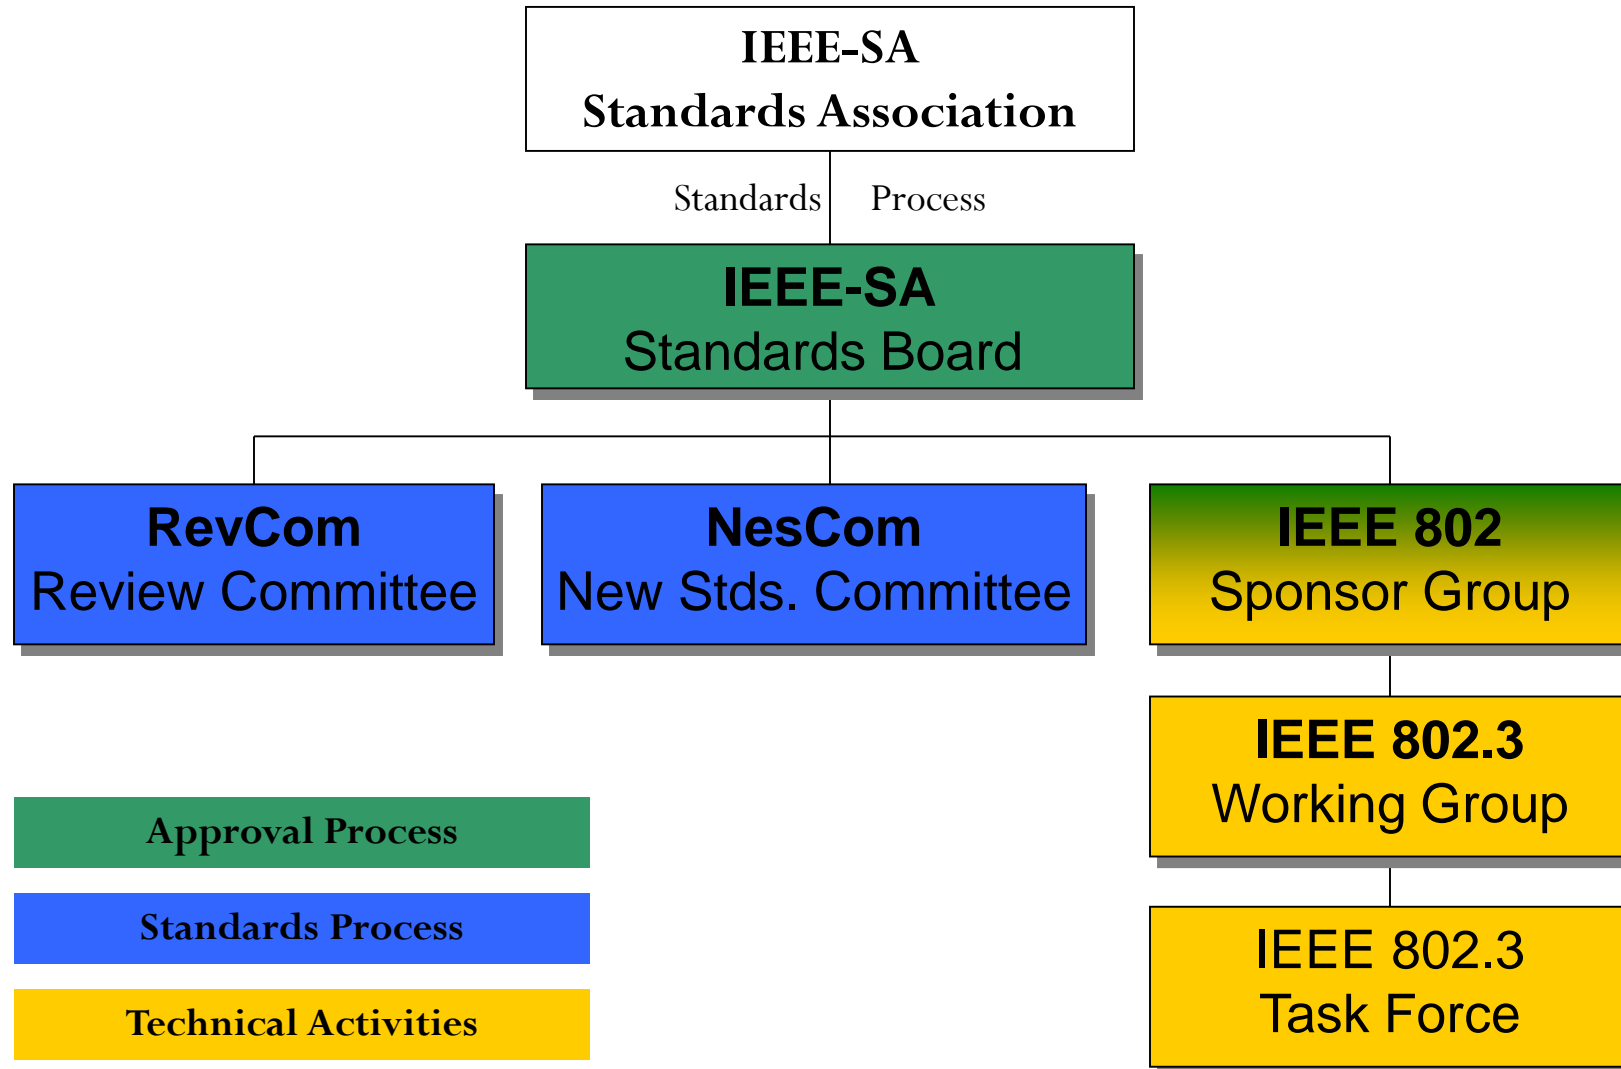 IEEE-SA
Standards Association
Standards Process
IEEE-SA
Standards Board
RevCom
Review Committee
NesCom
New Stds. Committee
IEEE 802
Sponsor Group
IEEE 802.3
Working Group
IEEE 802.3
Task Force
Approval Process
Standards Process
Technical Activities